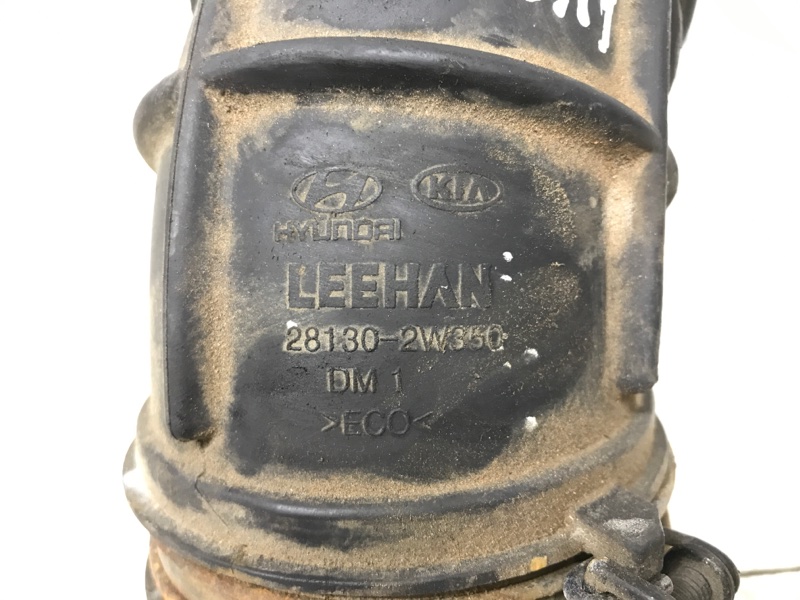 KIA
HYUNDAI
LEEHAN
28130-2W350
DM 1
>ECO<